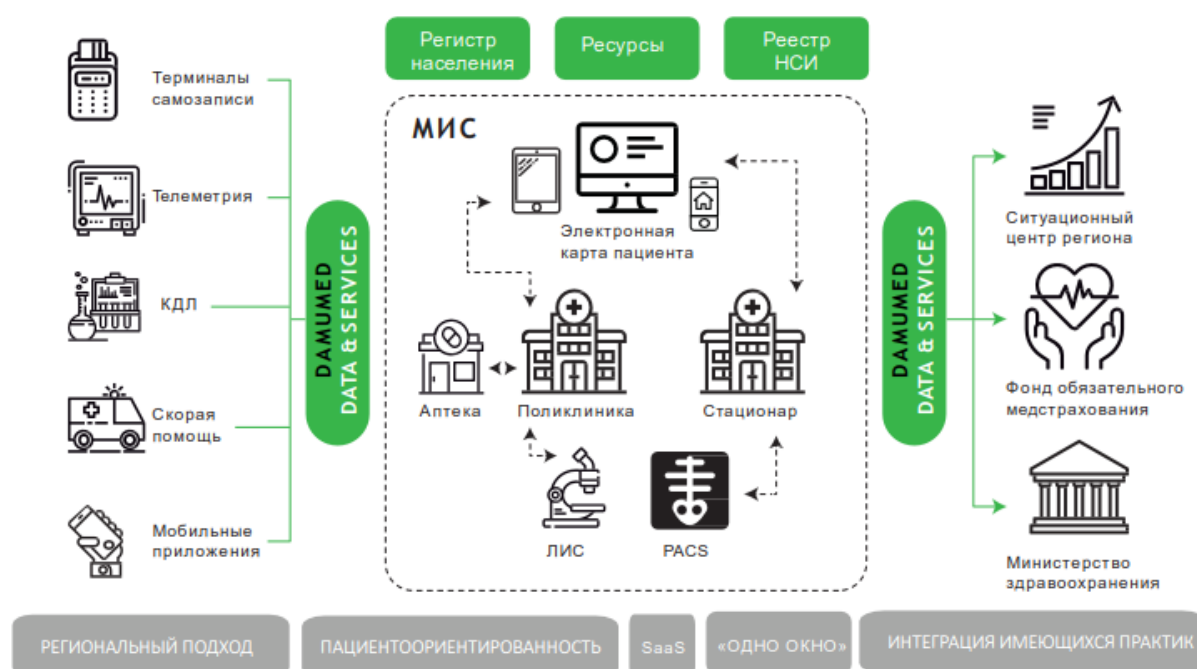 Регистр
населения
Ресурсы
Реестр
НСИ
Терминалы
самозаписи
Телеметрия
КДЛ
Скорая
помощь
Мобильные
приложения
DAMUMED
DATA & SERVICES
МИС
Электронная
карта пациента
Аптека
Поликлиника
Стационар
ЛИС
PACS
DAMUMED
DATA & SERVICES
Ситуационный
центр региона
Фонд обязательного
медстрахования
Министерство
здравоохранения
РЕГИОНАЛЬНЫЙ ПОДХОД
ПАЦИЕНТООРИЕНТИРОВАННОСТЬ
SaaS
«ОДНО ОКНО»
ИНТЕГРАЦИЯ ИМЕЮЩИХСЯ ПРАКТИК